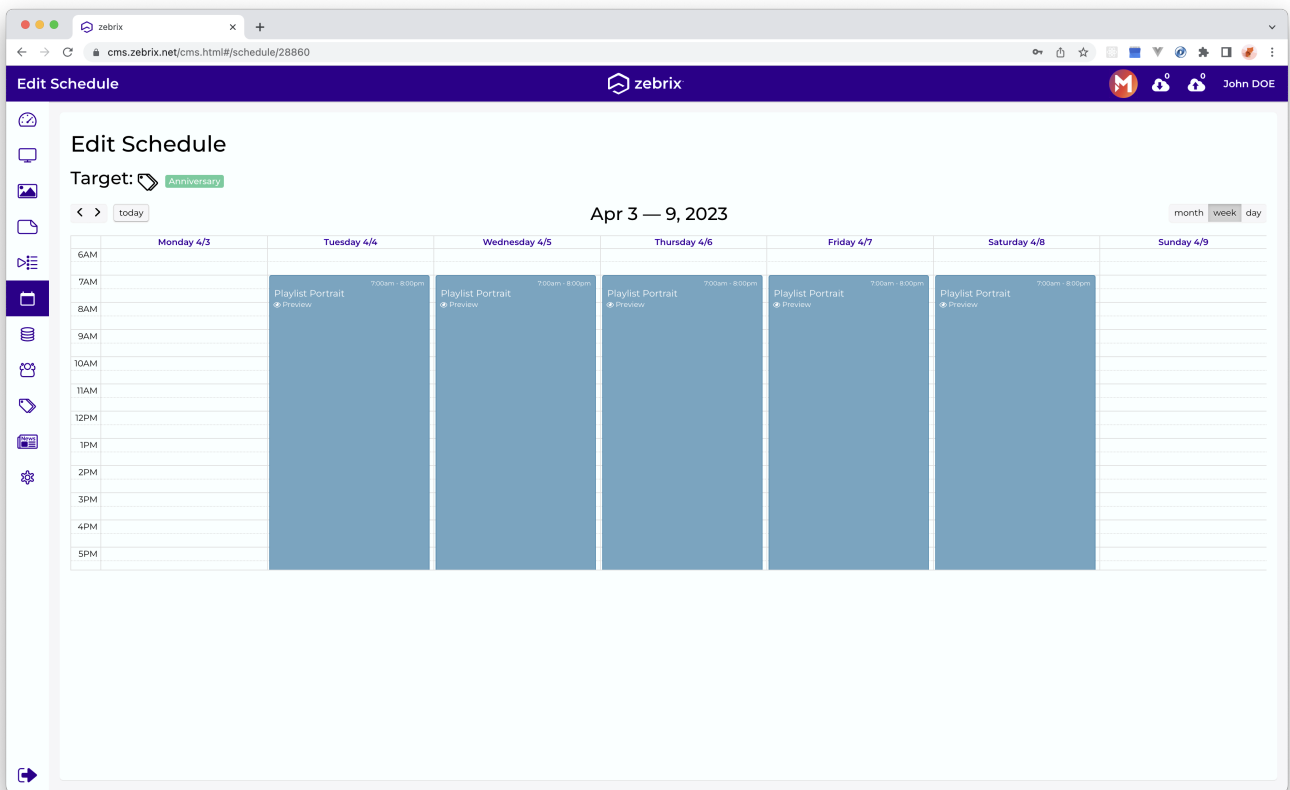 zebrix
cms.zebrix.net/cms.html#/schedule/28860
Edit Schedule
zebrix
M
0
0
John DOE
Edit Schedule
Target: Anniversary
today
Apr 3 — 9, 2023
month week day
Monday 4/3 Tuesday 4/4 Wednesday 4/5 Thursday 4/6 Friday 4/7 Saturday 4/8 Sunday 4/9
6AM
7AM
7:00am - 8:00pm 7:00am - 8:00pm 7:00am - 8:00pm 7:00am - 8:00pm 7:00am - 8:00pm
Playlist Portrait Playlist Portrait Playlist Portrait Playlist Portrait Playlist Portrait
Preview Preview Preview Preview Preview
8AM
9AM
10AM
11AM
12PM
1PM
News
2PM
3PM
4PM
5PM